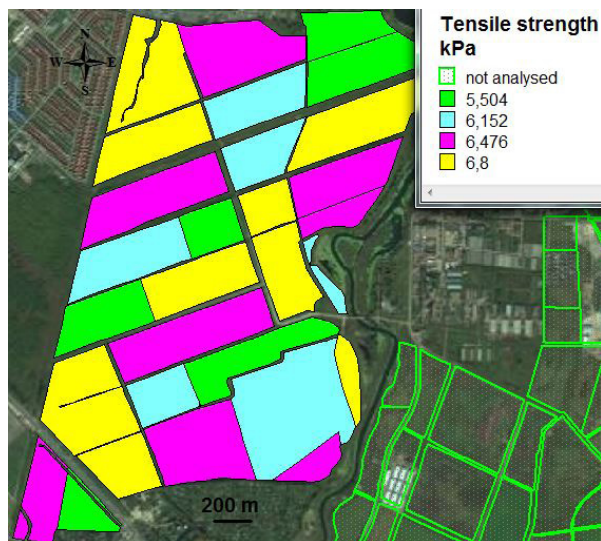 Tensile strength
kPa
not analysed
5,504
6,152
6,476
6,8
N
W E
S
200 m